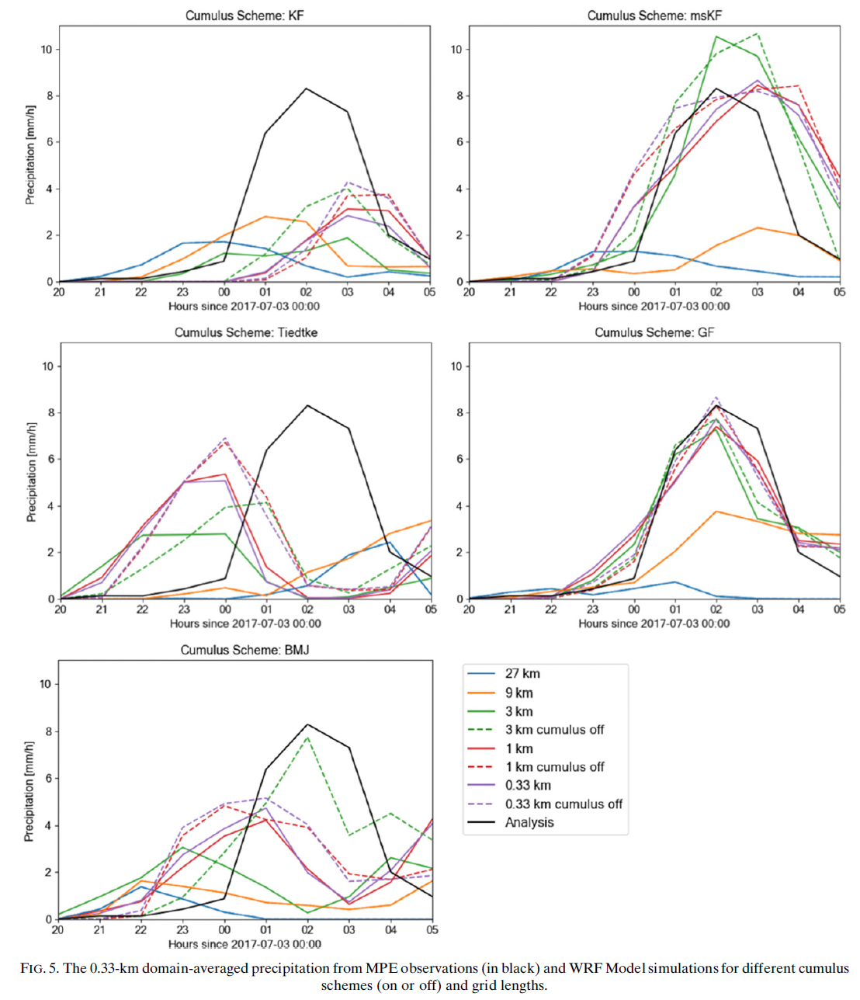 Cumulus Scheme: KF
Precipitation [mm/h]
10
8
6
4
2
0
20 21 22 23 00 01 02 03 04 05
Hours since 2017-07-03 00:00
Cumulus Scheme: msKF
10
8
6
4
2
0
20 21 22 23 00 01 02 03 04 05
Hours since 2017-07-03 00:00
Cumulus Scheme: Tiedtke
Precipitation [mm/h]
10
8
6
4
2
0
20 21 22 23 00 01 02 03 04 05
Hours since 2017-07-03 00:00
Cumulus Scheme: GF
10
8
6
4
2
0
20 21 22 23 00 01 02 03 04 05
Hours since 2017-07-03 00:00
Cumulus Scheme: BMJ
Precipitation [mm/h]
10
8
6
4
2
0
20 21 22 23 00 01 02 03 04 05
Hours since 2017-07-03 00:00
27 km
9 km
3 km
3 km cumulus off
1 km
1 km cumulus off
0.33 km
0.33 km cumulus off
Analysis
FIG. 5. The 0.33-km domain-averaged precipitation from MPE observations (in black) and WRF Model simulations for different cumulus
schemes (on or off) and grid lengths.